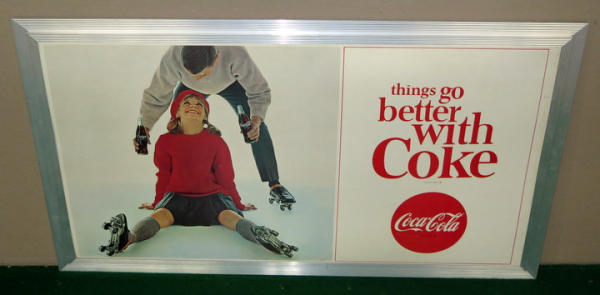 things go
better
with
Coke
Coca-Cola